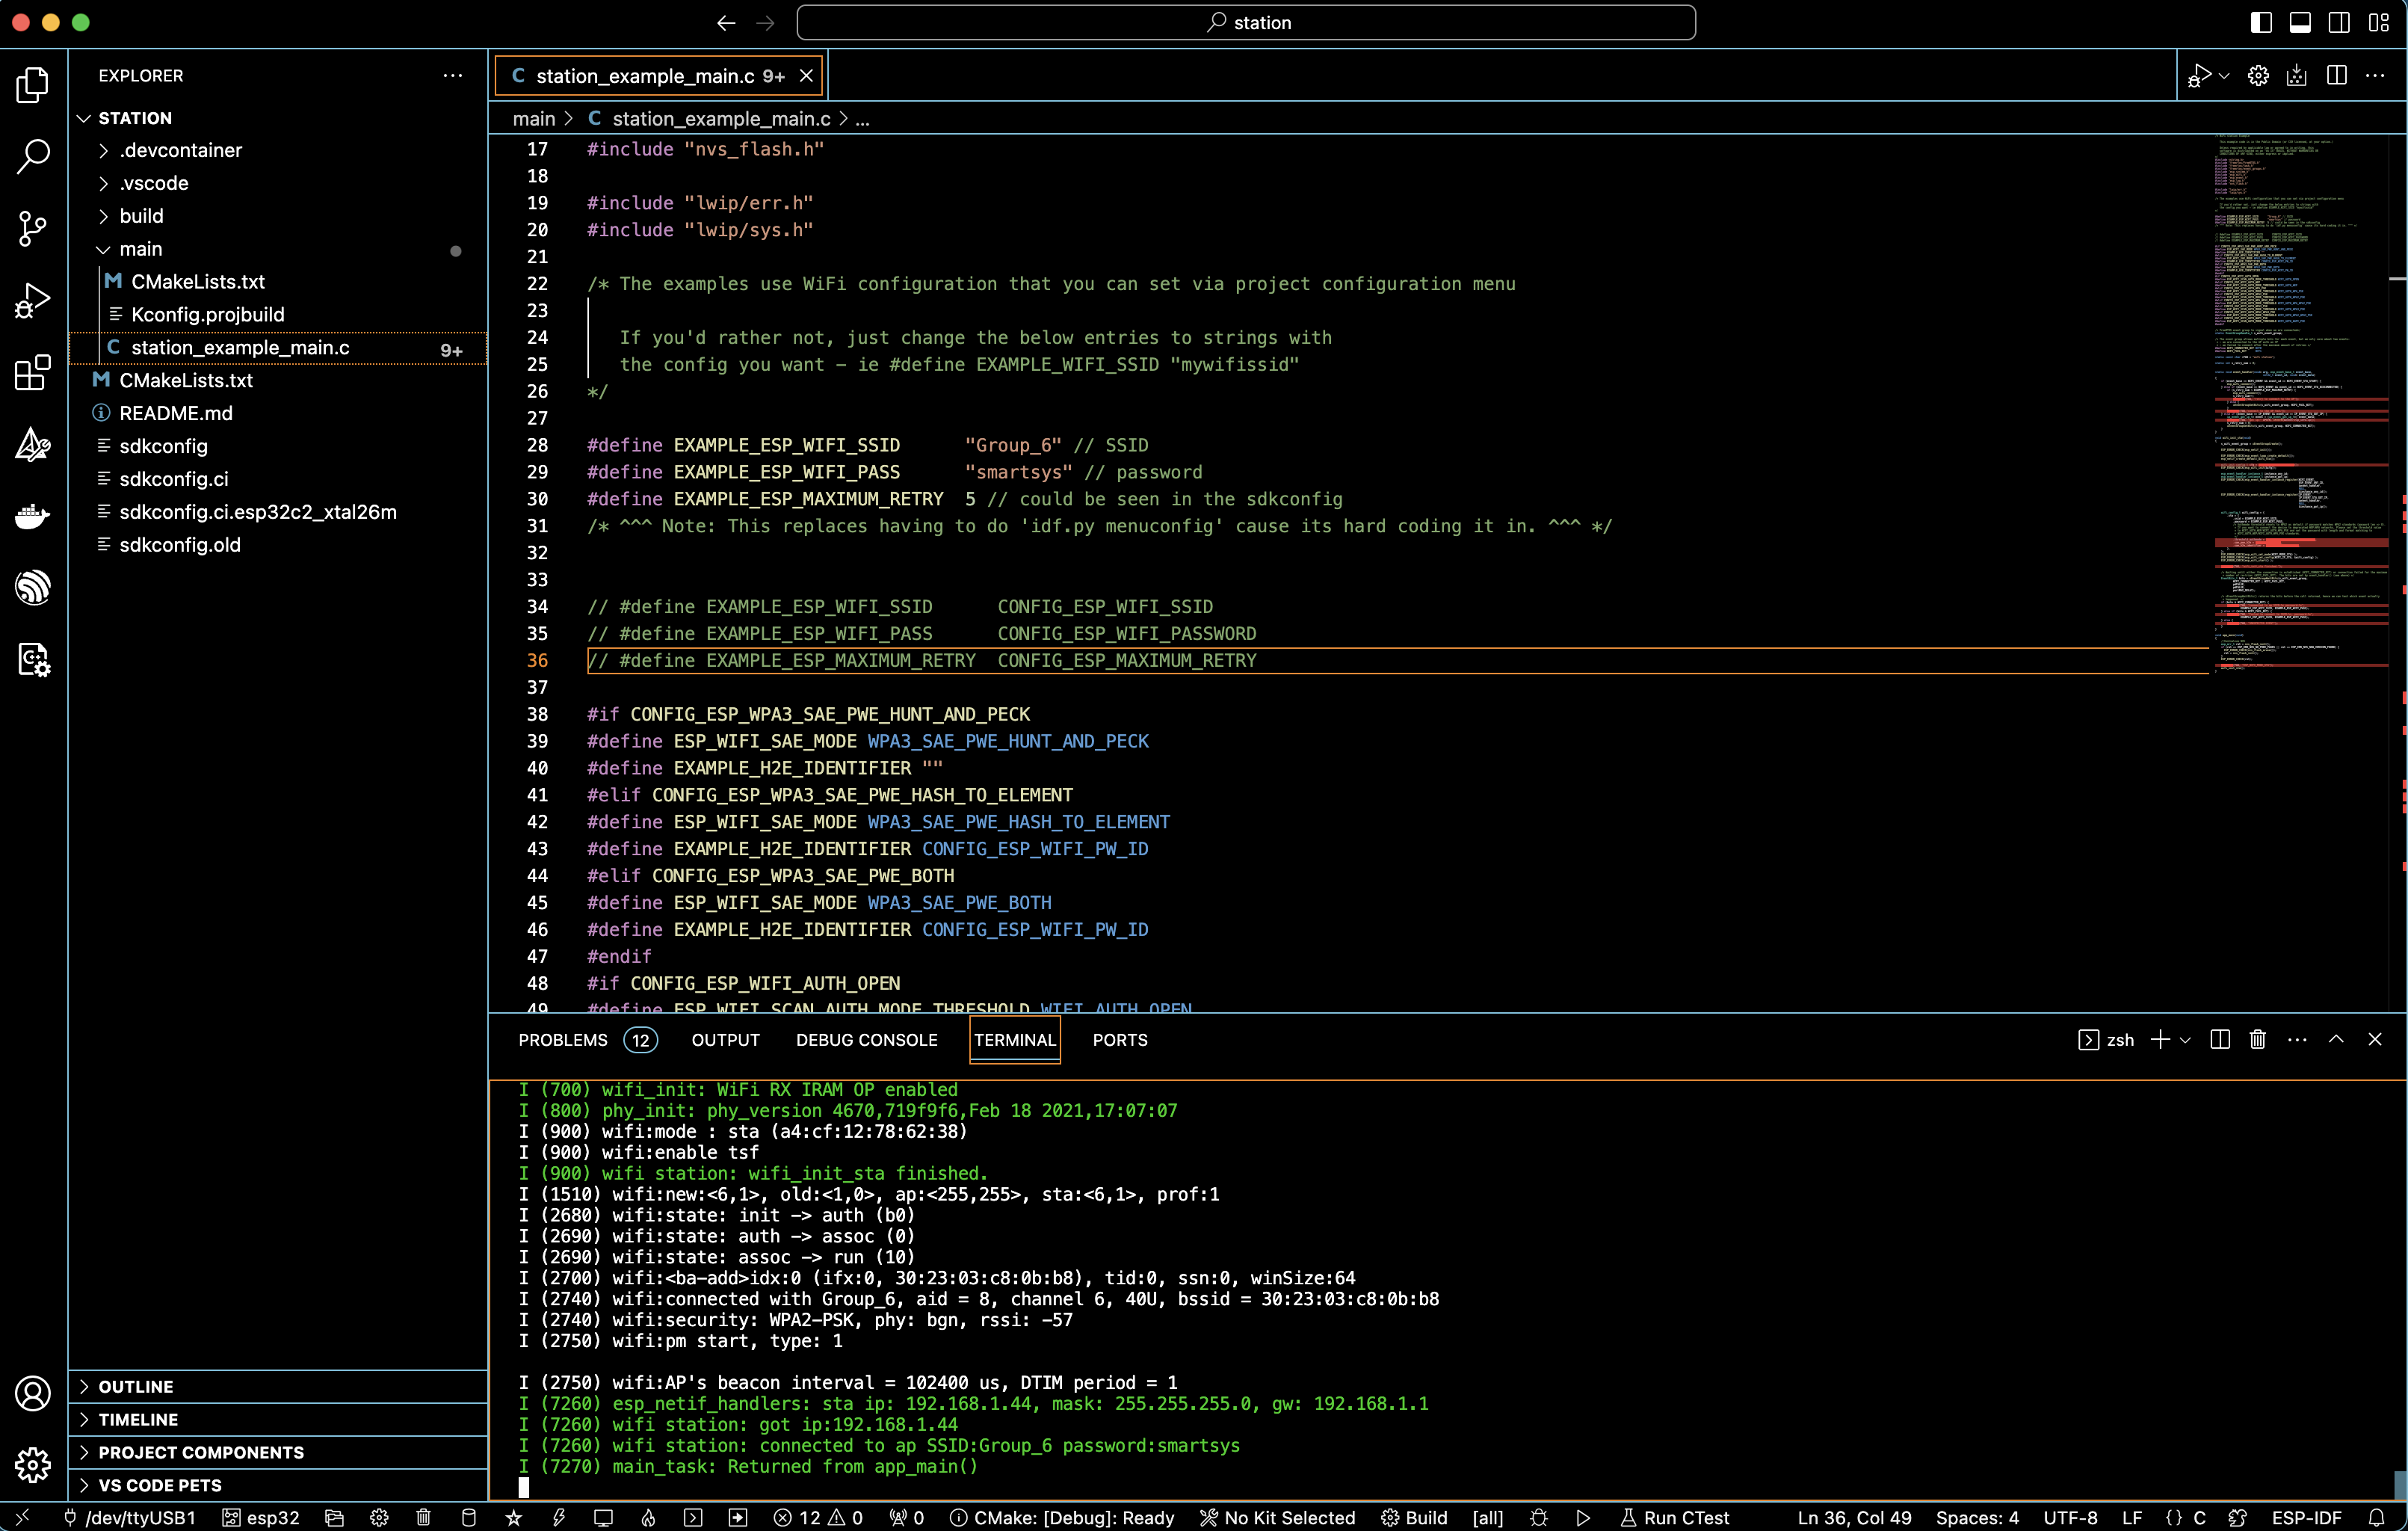 station
EXPLORER
STATION
.devcontainer
.vscode
build
main
CMakeLists.txt
Kconfig.projbuild
station_example_main.c 9+
CMakeLists.txt
README.md
sdkconfig
sdkconfig.ci
sdkconfig.ci.esp32c2_xtal26m
sdkconfig.old
OUTLINE
TIMELINE
PROJECT COMPONENTS
VS CODE PETS
C station_example_main.c 9+
main > C station_example_main.c > ...
17 #include "nvs_flash.h"
18
19 #include "lwip/err.h"
20 #include "lwip/sys.h"
21
22 /* The examples use WiFi configuration that you can set via project configuration menu
23
24 If you'd rather not, just change the below entries to strings with
25 the config you want - ie #define EXAMPLE_WIFI_SSID "mywifissid"
26 */
27
28 #define EXAMPLE_ESP_WIFI_SSID "Group_6" // SSID
29 #define EXAMPLE_ESP_WIFI_PASS "smartsys" // password
30 #define EXAMPLE_ESP_MAXIMUM_RETRY 5 // could be seen in the sdkconfig
31 /* ^^^ Note: This replaces having to do 'idf.py menuconfig' cause its hard coding it in. ^^^ */
32
33
34 // #define EXAMPLE_ESP_WIFI_SSID CONFIG_ESP_WIFI_SSID
35 // #define EXAMPLE_ESP_WIFI_PASS CONFIG_ESP_WIFI_PASSWORD
36 // #define EXAMPLE_ESP_MAXIMUM_RETRY CONFIG_ESP_MAXIMUM_RETRY
37
38 #if CONFIG_ESP_WPA3_SAE_PWE_HUNT_AND_PECK
39 #define ESP_WIFI_SAE_MODE WPA3_SAE_PWE_HUNT_AND_PECK
40 #define EXAMPLE_H2E_IDENTIFIER ""
41 #elif CONFIG_ESP_WPA3_SAE_PWE_HASH_TO_ELEMENT
42 #define ESP_WIFI_SAE_MODE WPA3_SAE_PWE_HASH_TO_ELEMENT
43 #define EXAMPLE_H2E_IDENTIFIER CONFIG_ESP_WIFI_PW_ID
44 #elif CONFIG_ESP_WPA3_SAE_PWE_BOTH
45 #define ESP_WIFI_SAE_MODE WPA3_SAE_PWE_BOTH
46 #define EXAMPLE_H2E_IDENTIFIER CONFIG_ESP_WIFI_PW_ID
47 #endif
48 #if CONFIG_ESP_WIFI_AUTH_OPEN
49 #define ESP_WIFI_SCAN_AUTH_MODE_THRESHOLD WIFI_AUTH_OPEN
PROBLEMS 12 OUTPUT DEBUG CONSOLE TERMINAL PORTS zsh
I (700) wifi_init: WiFi RX IRAM OP enabled
I (800) phy_init: phy_version 4670,719f9f6,Feb 18 2021,17:07:07
I (900) wifi:mode : sta (a4:cf:12:78:62:38)
I (900) wifi:enable tsf
I (900) wifi station: wifi_init_sta finished.
I (1510) wifi:new:<6,1>, old:<1,0>, ap:<255,255>, sta:<6,1>, prof:1
I (2680) wifi:state: init -> auth (b0)
I (2690) wifi:state: auth -> assoc (0)
I (2690) wifi:state: assoc -> run (10)
I (2700) wifi:<ba-add>idx:0 (ifx:0, 30:23:03:c8:0b:b8), tid:0, ssn:0, winSize:64
I (2740) wifi:connected with Group_6, aid = 8, channel 6, 40U, bssid = 30:23:03:c8:0b:b8
I (2740) wifi:security: WPA2-PSK, phy: bgn, rssi: -57
I (2750) wifi:pm start, type: 1
I (2750) wifi:AP's beacon interval = 102400 us, DTIM period = 1
I (7260) esp_netif_handlers: sta ip: 192.168.1.44, mask: 255.255.255.0, gw: 192.168.1.1
I (7260) wifi station: got ip:192.168.1.44
I (7260) wifi station: connected to ap SSID:Group_6 password:smartsys
I (7270) main_task: Returned from app_main()
/dev/ttyUSB1 esp32 12 0 0 CMake: [Debug]: Ready No Kit Selected Build [all] Run CTest Ln 36, Col 49 Spaces: 4 UTF-8 LF {} C ESP-IDF